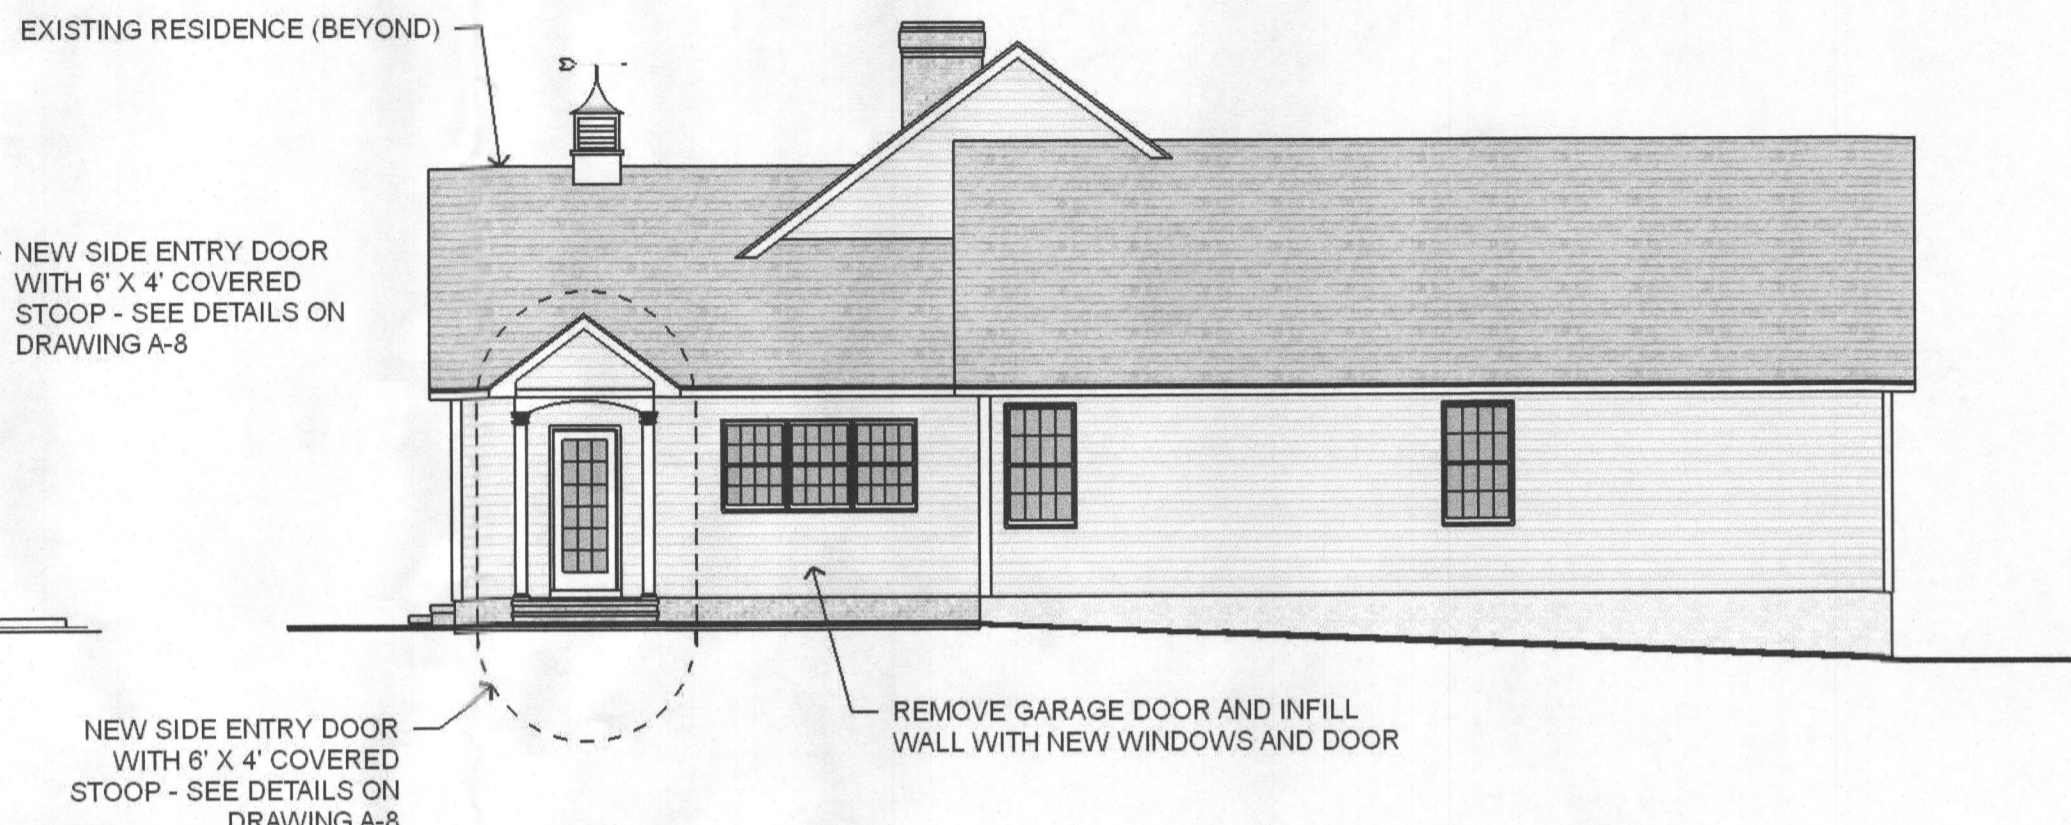 EXISTING RESIDENCE (BEYOND)
NEW SIDE ENTRY DOOR
WITH 6' X 4' COVERED
STOOP - SEE DETAILS ON
DRAWING A-8
NEW SIDE ENTRY DOOR
WITH 6' X 4' COVERED
STOOP - SEE DETAILS ON
DRAWING A-8
REMOVE GARAGE DOOR AND INFILL
WALL WITH NEW WINDOWS AND DOOR